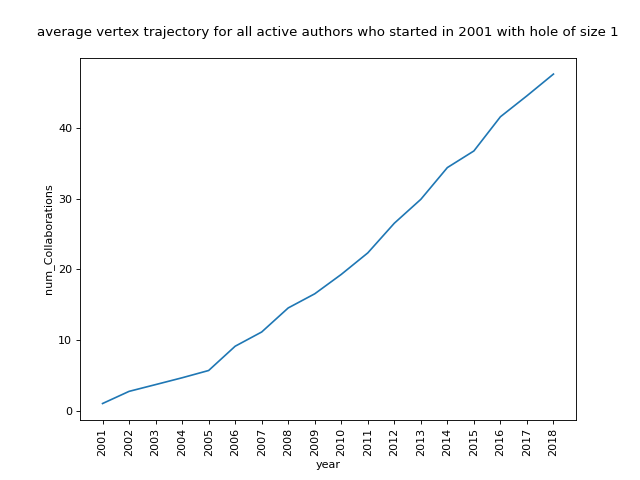 average vertex trajectory for all active authors who started in 2001 with hole of size 1
num_Collaborations
40
30
20
10
0
2001 2002 2003 2004 2005 2006 2007 2008 2009 2010 2011 2012 2013 2014 2015 2016 2017 2018
year